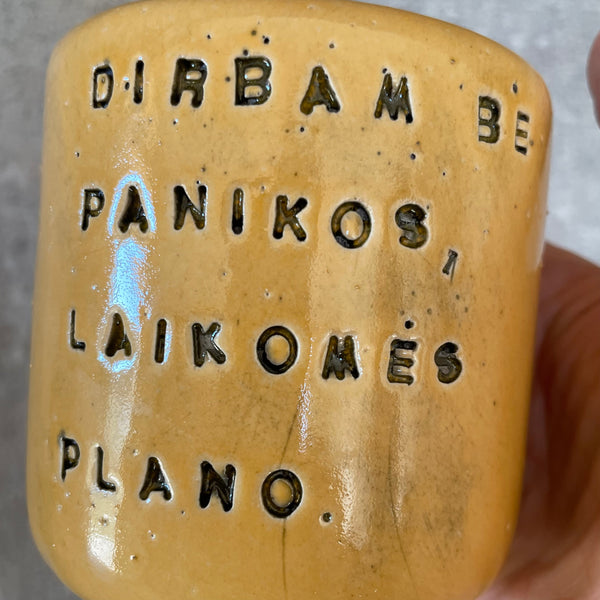 DIRBAM BE
PANIKOS,
LAIKOMĖS
PLANO.